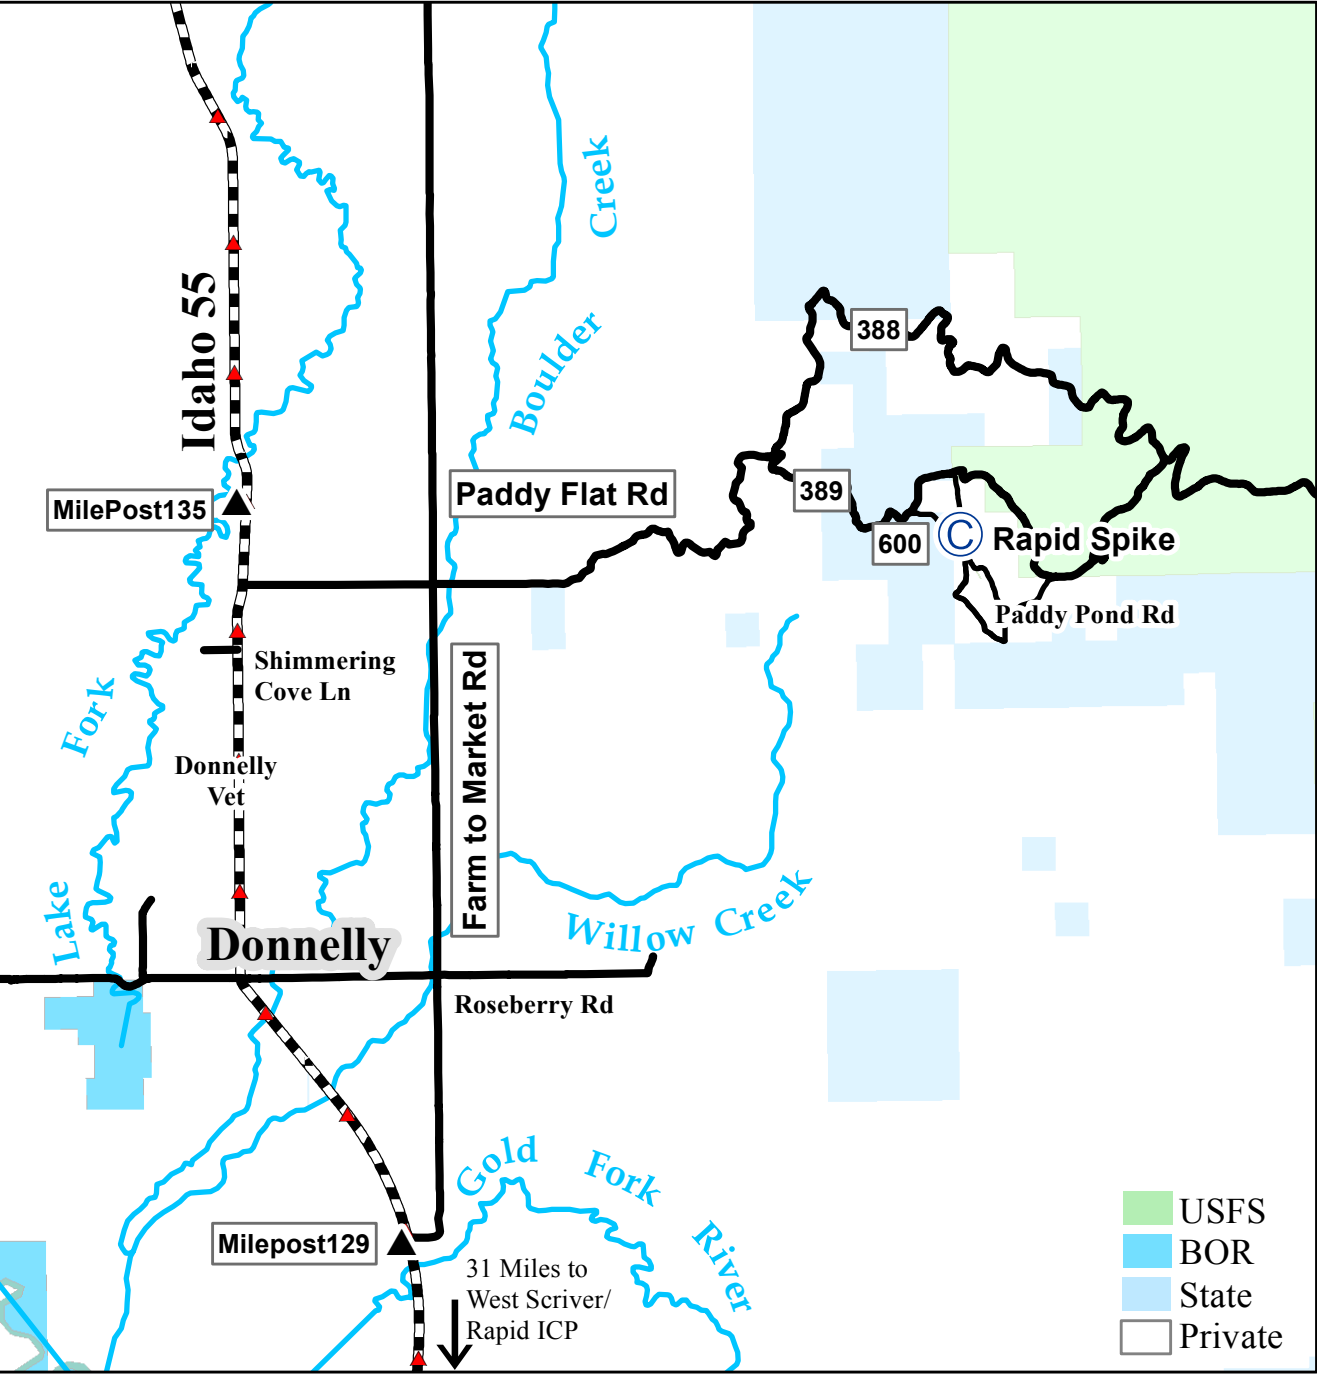 Creek
Idaho 55
Boulder
388
MilePost135
Paddy Flat Rd
389
600
C
Rapid Spike
Paddy Pond Rd
Shimmering
Cove Ln
Farm to Market Rd
Fork
Donnelly
Vet
Lake
Willow Creek
Donnelly
Roseberry Rd
Gold Fork River
Milepost129
31 Miles to
West Scriver/
Rapid ICP
USFS
BOR
State
Private